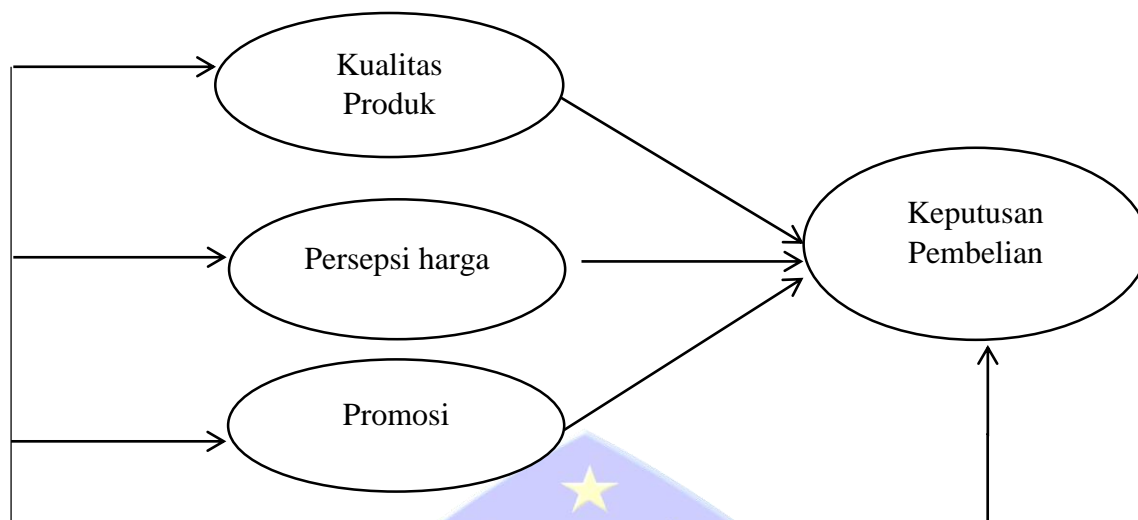 Kualitas
Produk
Persepsi harga
Promosi
Keputusan
Pembelian